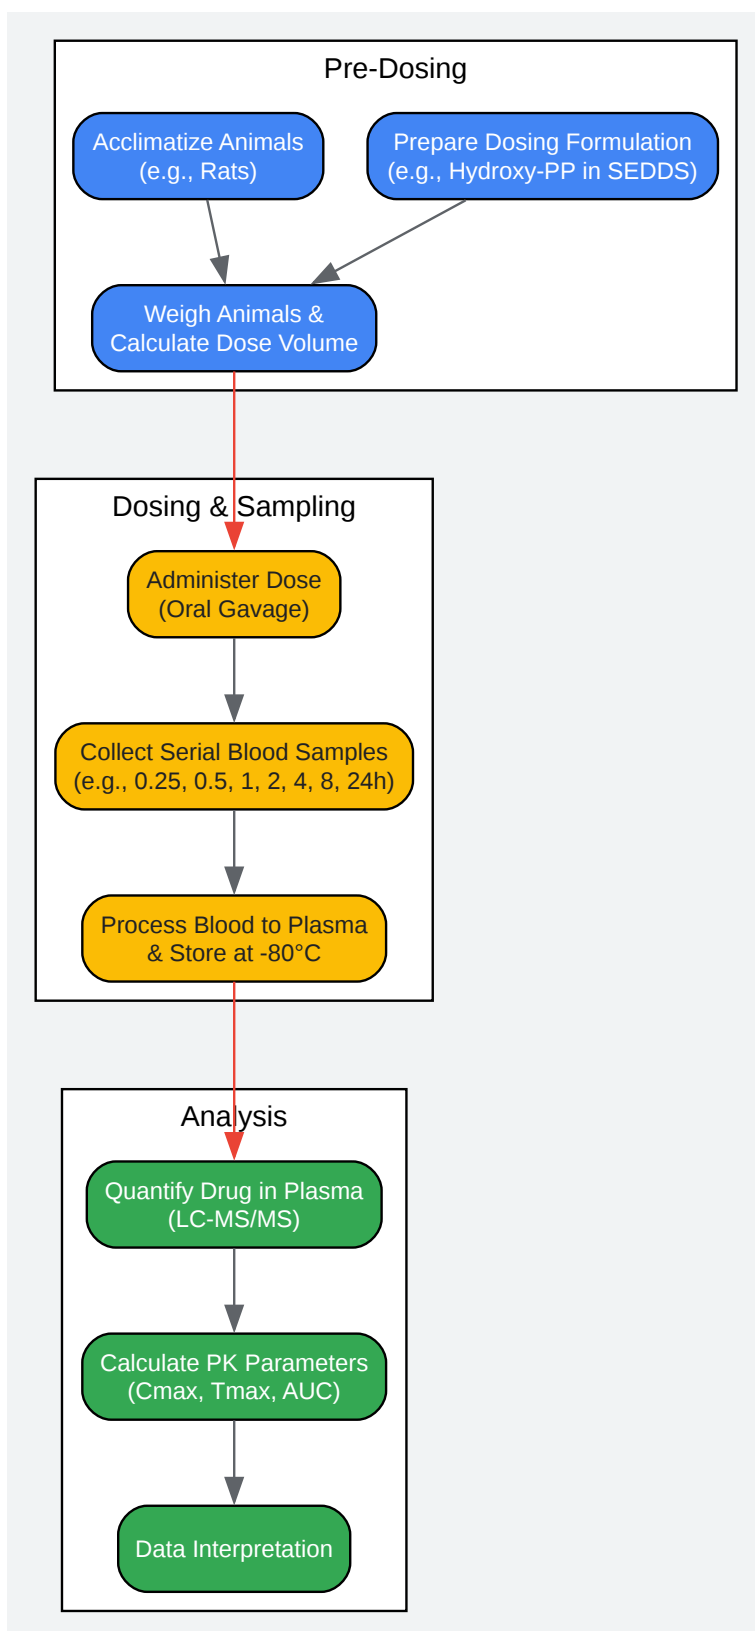 Pre-Dosing
Acclimatize Animals
(e.g., Rats)
Prepare Dosing Formulation
(e.g., Hydroxy-PP in SEDDS)
Weigh Animals &
Calculate Dose Volume
Dosing & Sampling
Administer Dose
(Oral Gavage)
Collect Serial Blood Samples
(e.g., 0.25, 0.5, 1, 2, 4, 8, 24h)
Process Blood to Plasma
& Store at -80°C
Analysis
Quantify Drug in Plasma
(LC-MS/MS)
Calculate PK Parameters
(Cmax, Tmax, AUC)
Data Interpretation